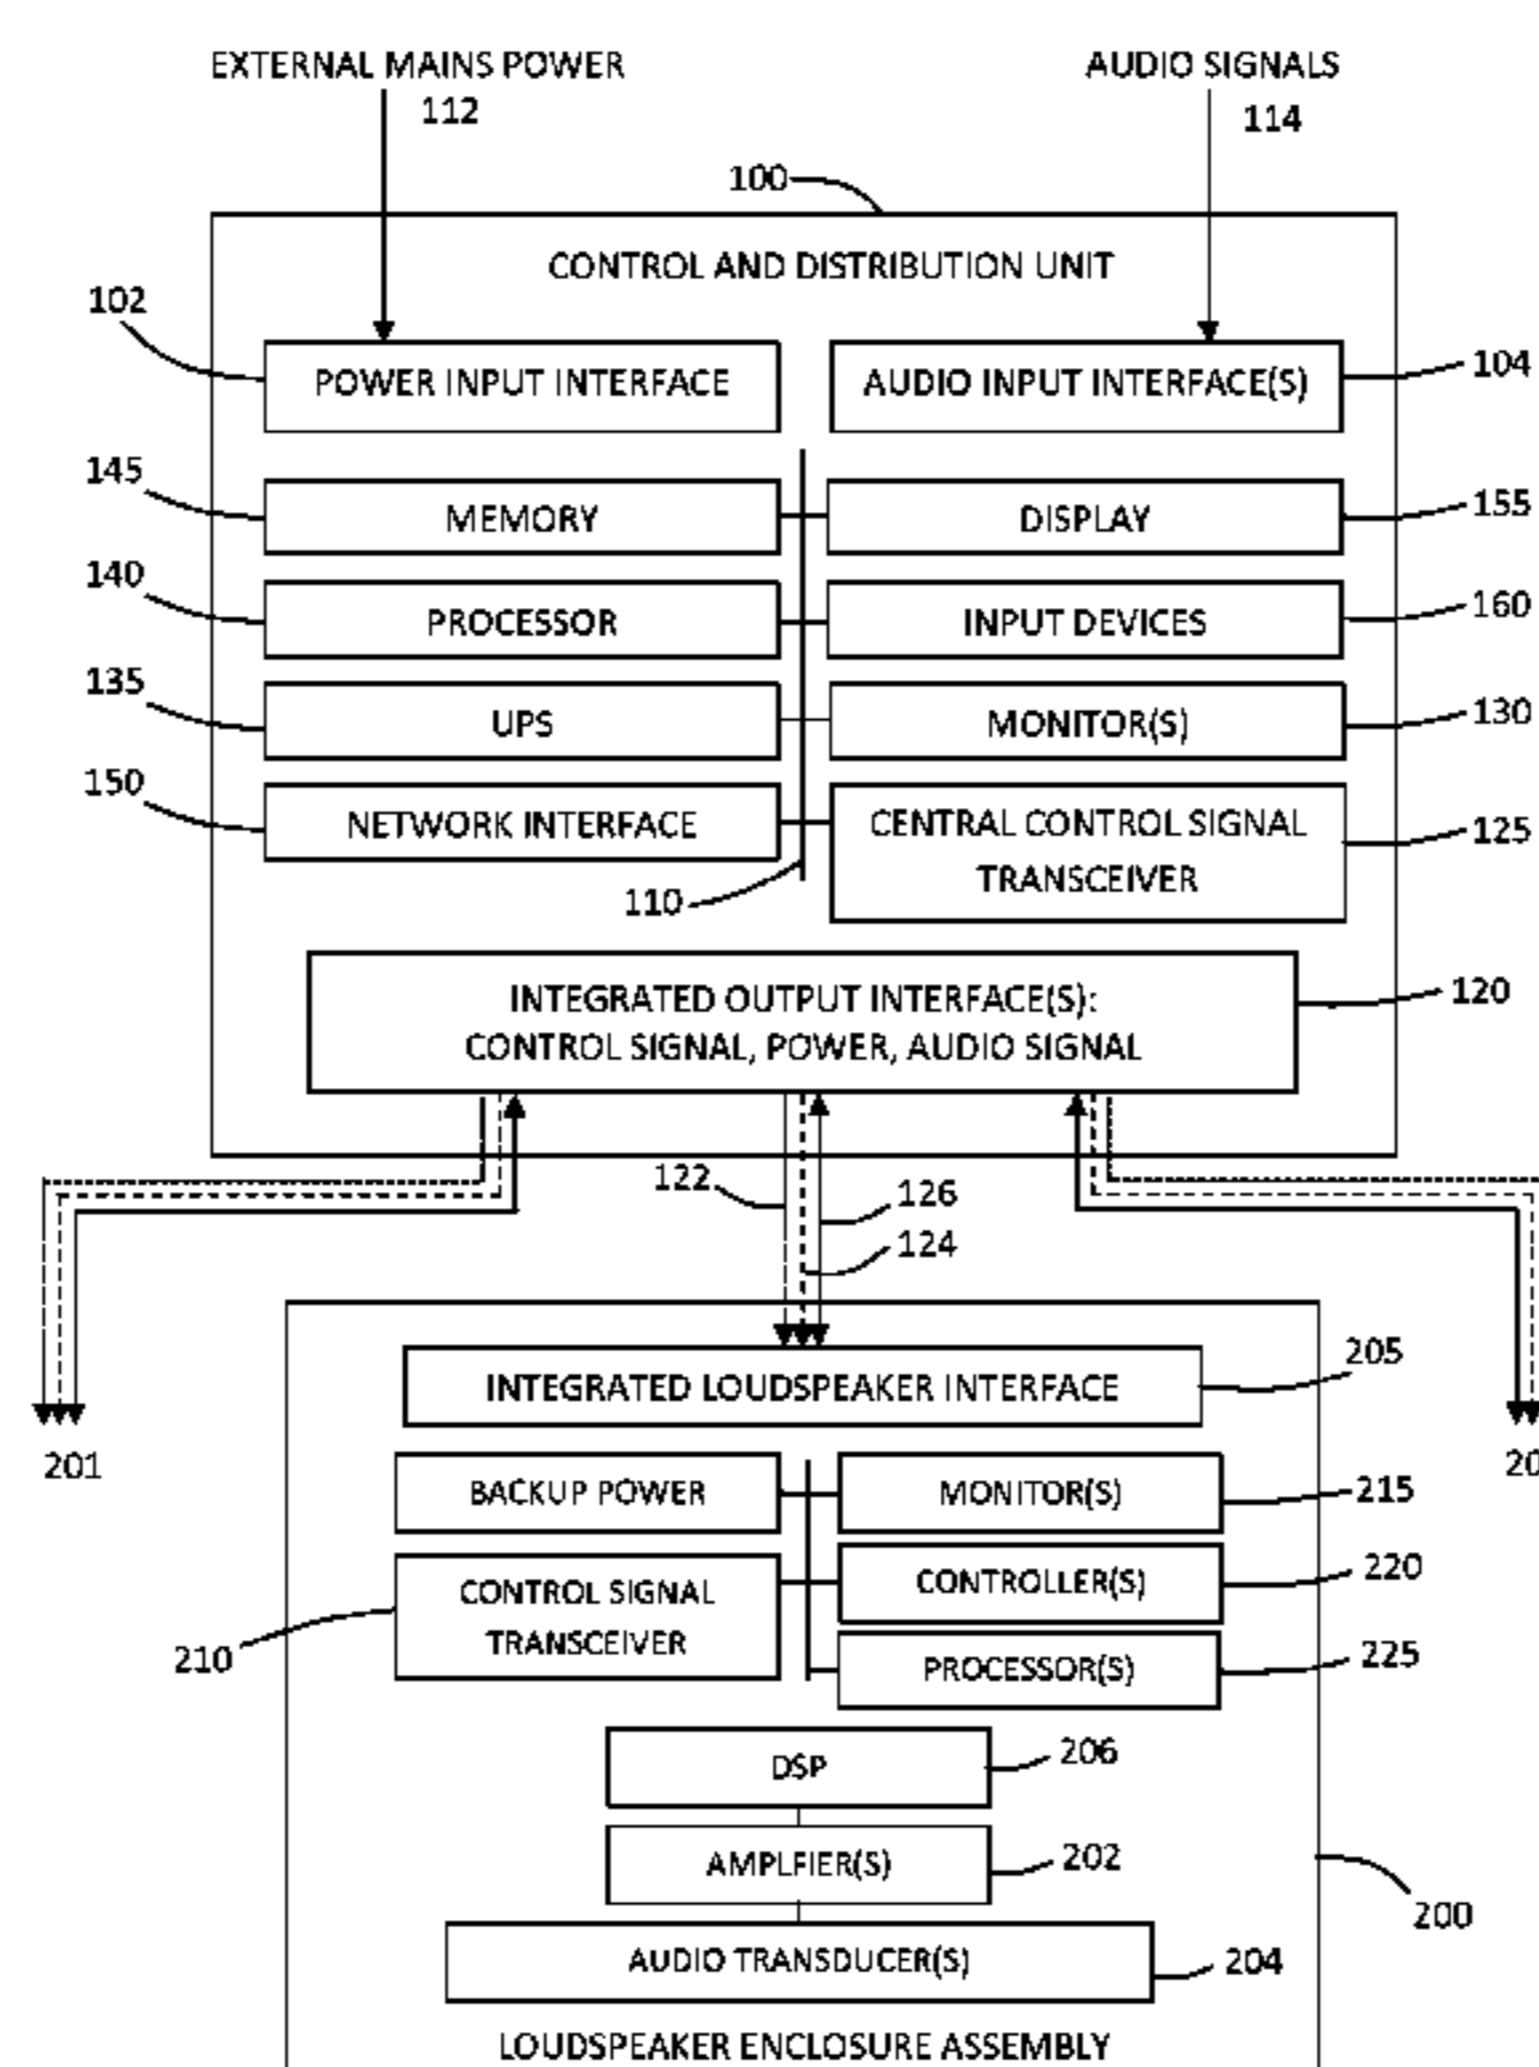 EXTERNAL MAINS POWER
112
AUDIO SIGNALS
114
100
CONTROL AND DISTRIBUTION UNIT
102
POWER INPUT INTERFACE
AUDIO INPUT INTERFACE(S)
104
145
MEMORY
DISPLAY
155
140
PROCESSOR
INPUT DEVICES
160
135
UPS
MONITOR(S)
130
150
NETWORK INTERFACE
CENTRAL CONTROL SIGNAL
TRANSCEIVER
125
110
INTEGRATED OUTPUT INTERFACE(S):
CONTROL SIGNAL, POWER, AUDIO SIGNAL
120
122
126
124
INTEGRATED LOUDSPEAKER INTERFACE
205
201
BACKUP POWER
MONITOR(S)
215
CONTROL SIGNAL
TRANSCEIVER
210
CONTROLLER(S)
220
PROCESSOR(S)
225
DSP
206
AMPLFIER(S)
202
200
AUDIO TRANSDUCER(S)
204
LOUDSPEAKER ENCLOSURE ASSEMBLY